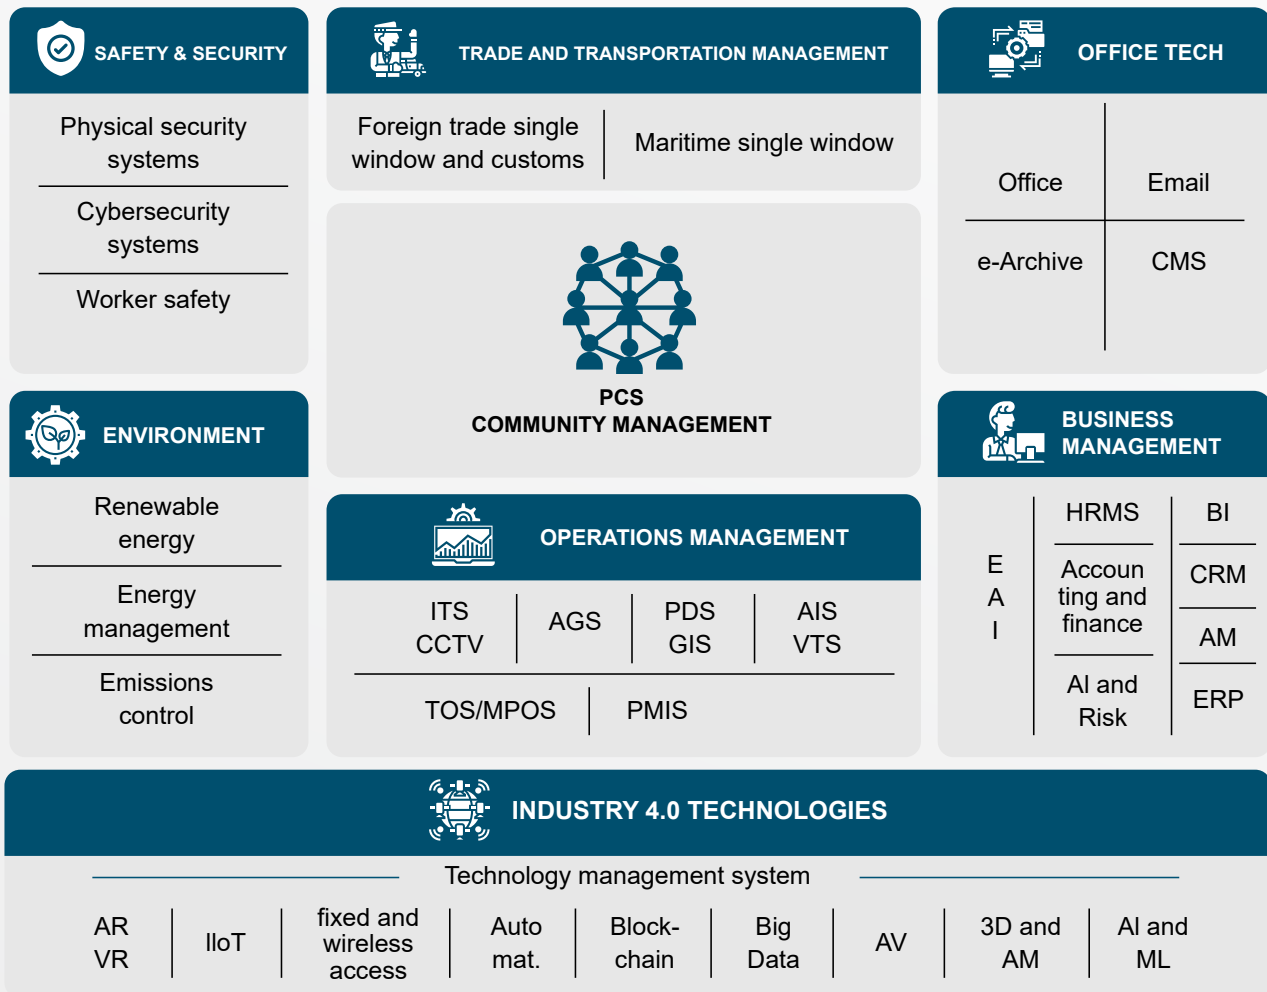 SAFETY & SECURITY
Physical security
systems
Cybersecurity
systems
Worker safety
TRADE AND TRANSPORTATION MANAGEMENT
Foreign trade single
window and customs
Maritime single window
OFFICE TECH
Office
Email
e-Archive
CMS
PCS
COMMUNITY MANAGEMENT
ENVIRONMENT
Renewable
energy
Energy
management
Emissions
control
OPERATIONS MANAGEMENT
ITS
CCTV
AGS
PDS
GIS
AIS
VTS
TOS/MPOS
PMIS
BUSINESS
MANAGEMENT
E
A
I
HRMS
Accoun
ting and
finance
AI and
Risk
BI
CRM
AM
ERP
INDUSTRY 4.0 TECHNOLOGIES
Technology management system
AR
VR
IIoT
fixed and
wireless
access
Auto
mat.
Block-
chain
Big
Data
AV
3D and
AM
AI and
ML